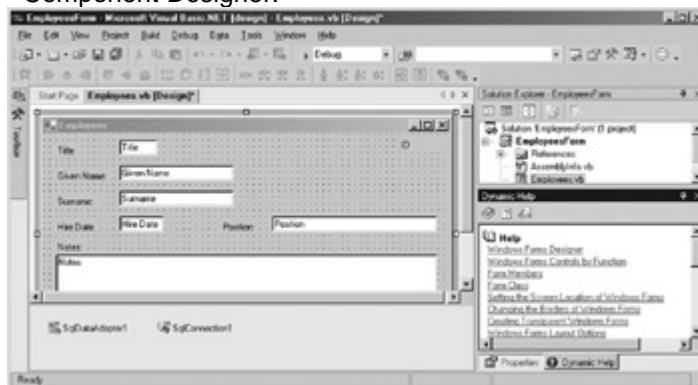 Component Designer.
EmployeesForm - Microsoft Visual Basic.NET [design] - Employees.vb [Design]*
File Edit View Project Build Debug Data Tools Window Help
Debug
Start Page Employees.vb [Design]*
Solution Explorer - EmployeesForm
Toolbox
Employees
Title Title
Given Name: Given Name
Surname: Surname
Hire Date Hire Date Position: Position
Notes:
Notes
SqlDataAdapter1 SqlConnection1
Solution 'EmployeesForm' (1 project)
EmployeesForm
References
AssemblyInfo.vb
Employees.vb
Dynamic Help
Help
Windows Forms Designer
Windows Forms Controls by Function
Form Members
Form Class
Setting the Screen Location of Windows Forms
Changing the Borders of Windows Forms
Creating Transparent Windows Forms
Windows Forms Layout Options
Properties Dynamic Help
Ready